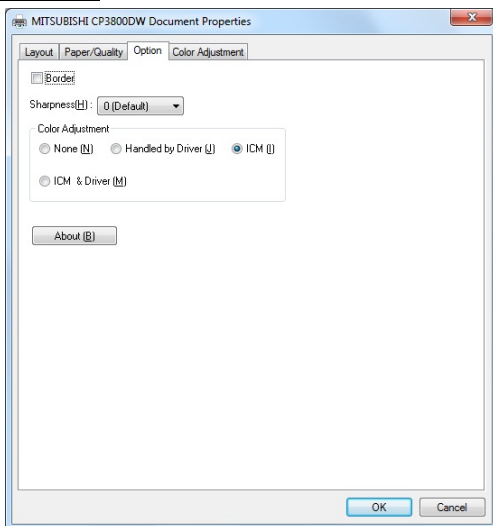 MITSUBISHI CP3800DW Document Properties
Layout Paper/Quality Option Color Adjustment
Border
Sharpness(H) : 0 (Default)
Color Adjustment
None (N) Handled by Driver (J) ICM (I)
ICM & Driver (M)
About (B)
OK Cancel